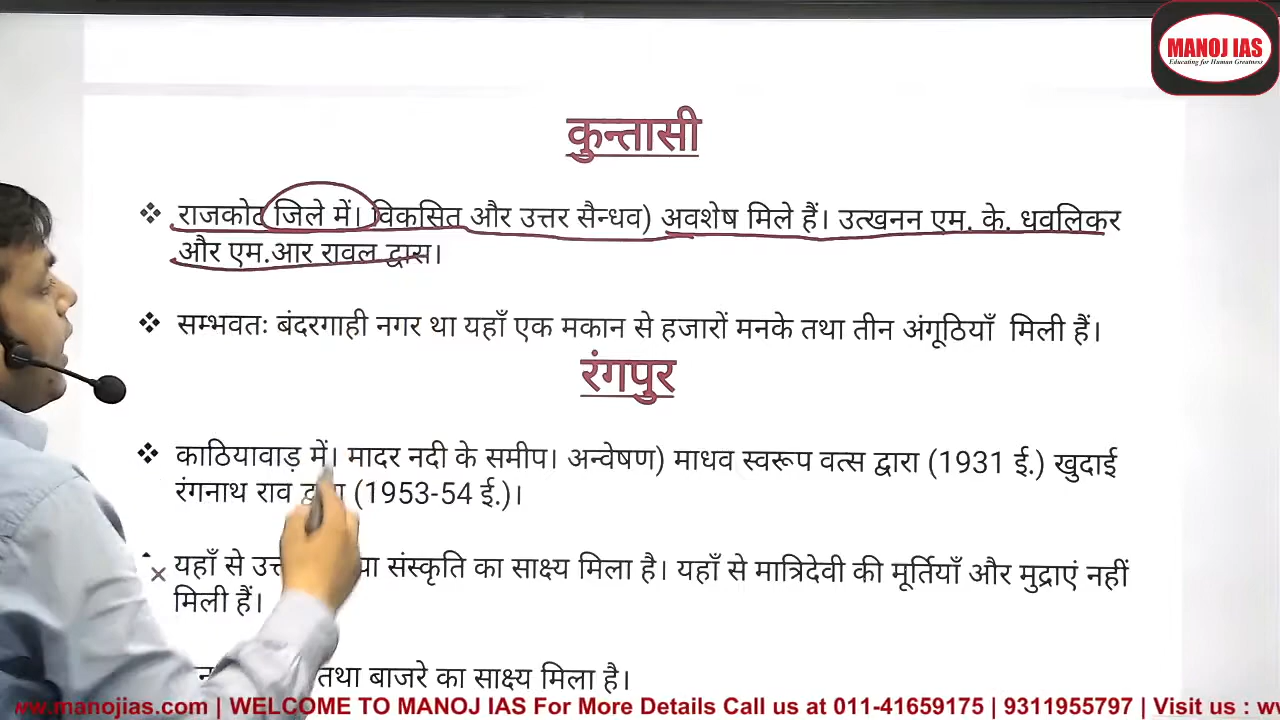 MANOJ IAS
Educating for Human Greatness
कुन्तासी
❖ राजकोट जिले में। विकसित और उत्तर सैन्धव) अवशेष मिले हैं। उत्खनन एम. के. धवलिकर
और एम.आर रावल द्वारा।
❖ सम्भवतः बंदरगाही नगर था यहाँ एक मकान से हजारों मनके तथा तीन अंगूठियाँ मिली हैं।
रंगपुर
❖ काठियावाड़ में। मादर नदी के समीप। अन्वेषण) माधव स्वरूप वत्स द्वारा (1931 ई.) खुदाई
रंगनाथ राव द्वारा (1953-54 ई.)।
यहाँ से संस्कृति का साक्ष्य मिला है। यहाँ से मात्रिदेवी की मूर्तियाँ और मुद्राएं नहीं
मिली हैं।
तथा बाजरे का साक्ष्य मिला है।
www.manojias.com | WELCOME TO MANOJ IAS For More Details Call us at 011-41659175 | 9311955797 | Visit us :